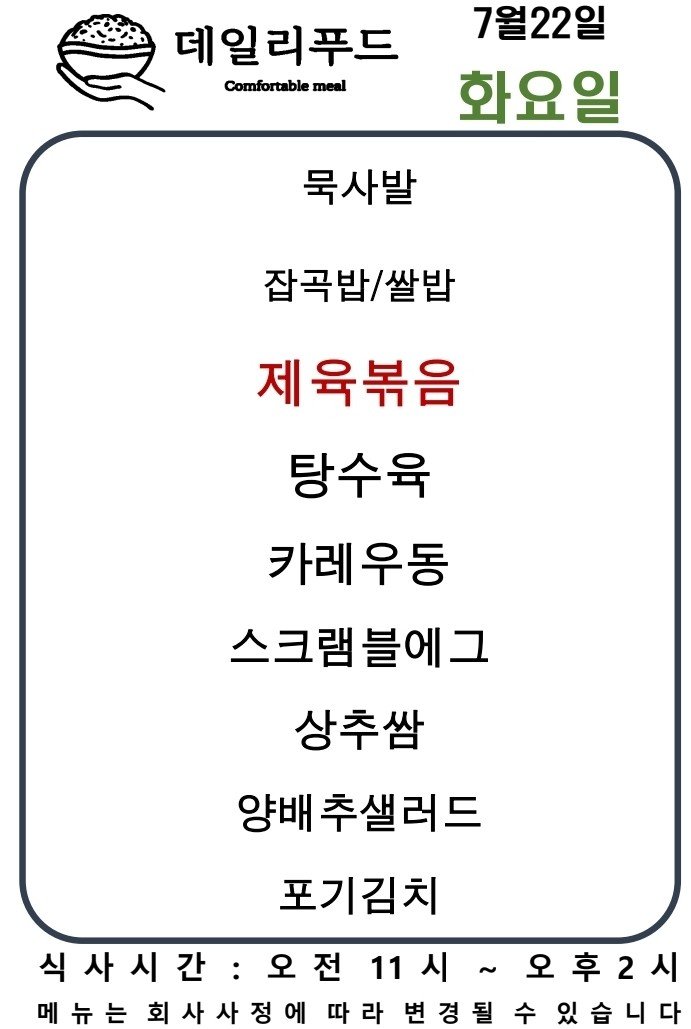 데일리푸드
Comfortable meal
7월22일
화요일
묵사발
잡곡밥/쌀밥
제육볶음
탕수육
카레우동
스크램블에그
상추쌈
양배추샐러드
포기김치
식사시간 : 오전 11시 ~ 오후2시
메뉴는 회사사정에 따라 변경될 수 있습니다